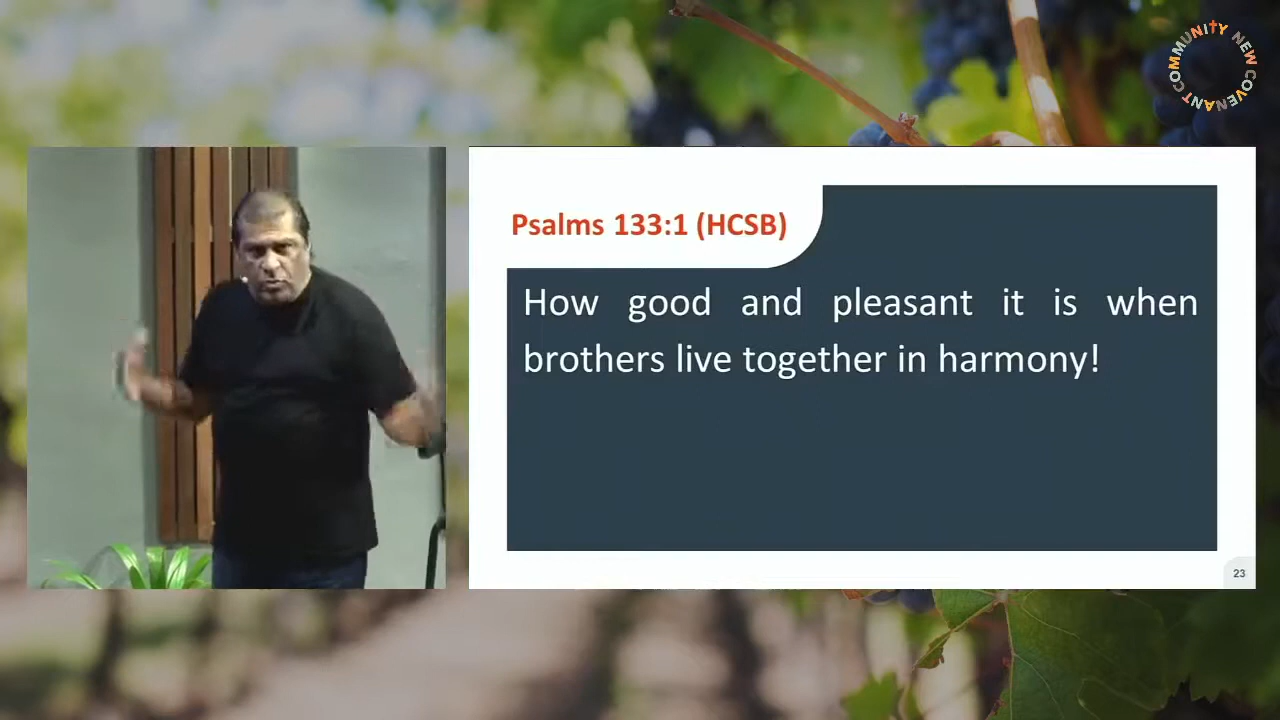 COMMUNITY NEW COVENANT
Psalms 133:1 (HCSB)
How good and pleasant it is when
brothers live together in harmony!
23